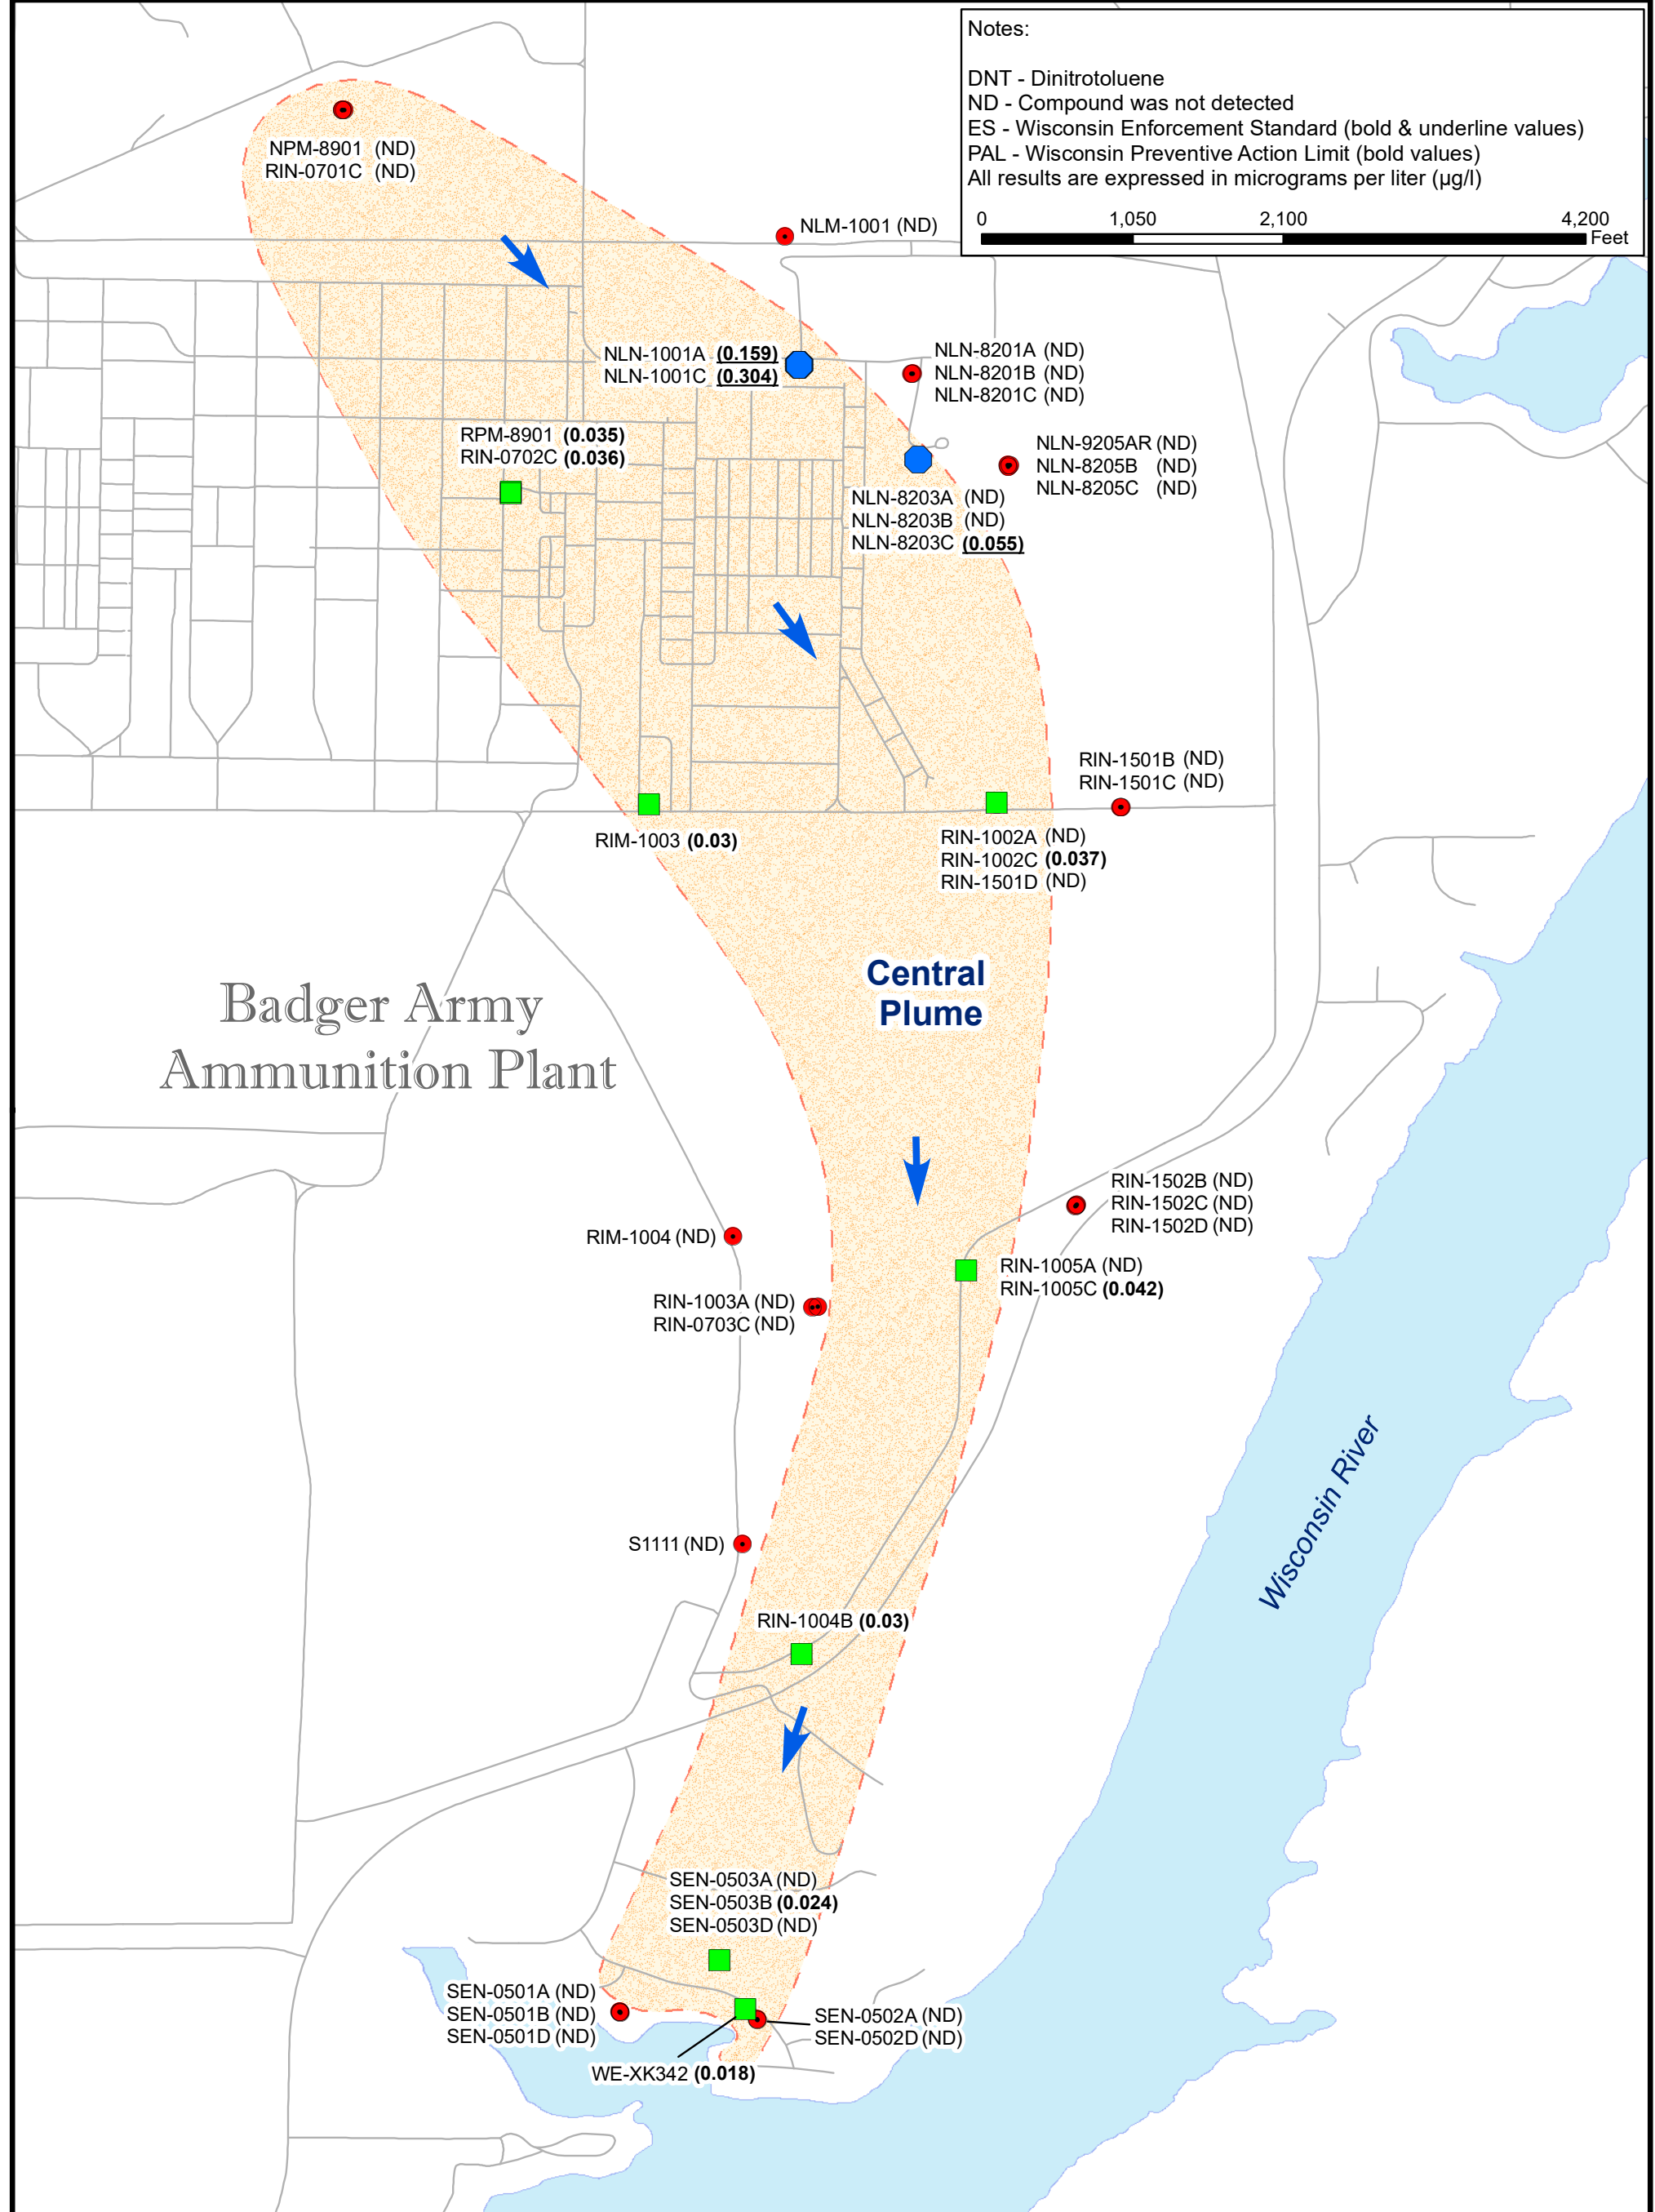 Notes:
DNT - Dinitrotoluene
ND - Compound was not detected
ES - Wisconsin Enforcement Standard (bold & underline values)
PAL - Wisconsin Preventive Action Limit (bold values)
All results are expressed in micrograms per liter (µg/l)
0 1,050 2,100 4,200
Feet
NPM-8901 (ND)
RIN-0701C (ND)
NLM-1001 (ND)
NLN-1001A (0.159)
NLN-1001C (0.304)
NLN-8201A (ND)
NLN-8201B (ND)
NLN-8201C (ND)
RPM-8901 (0.035)
RIN-0702C (0.036)
NLN-9205AR (ND)
NLN-8205B (ND)
NLN-8205C (ND)
NLN-8203A (ND)
NLN-8203B (ND)
NLN-8203C (0.055)
RIN-1501B (ND)
RIN-1501C (ND)
RIM-1003 (0.03)
RIN-1002A (ND)
RIN-1002C (0.037)
RIN-1501D (ND)
Central
Plume
Badger Army
Ammunition Plant
RIN-1502B (ND)
RIN-1502C (ND)
RIN-1502D (ND)
RIM-1004 (ND)
RIN-1005A (ND)
RIN-1005C (0.042)
RIN-1003A (ND)
RIN-0703C (ND)
Wisconsin River
S1111 (ND)
RIN-1004B (0.03)
SEN-0503A (ND)
SEN-0503B (0.024)
SEN-0503D (ND)
SEN-0501A (ND)
SEN-0501B (ND)
SEN-0501D (ND)
SEN-0502A (ND)
SEN-0502D (ND)
WE-XK342 (0.018)